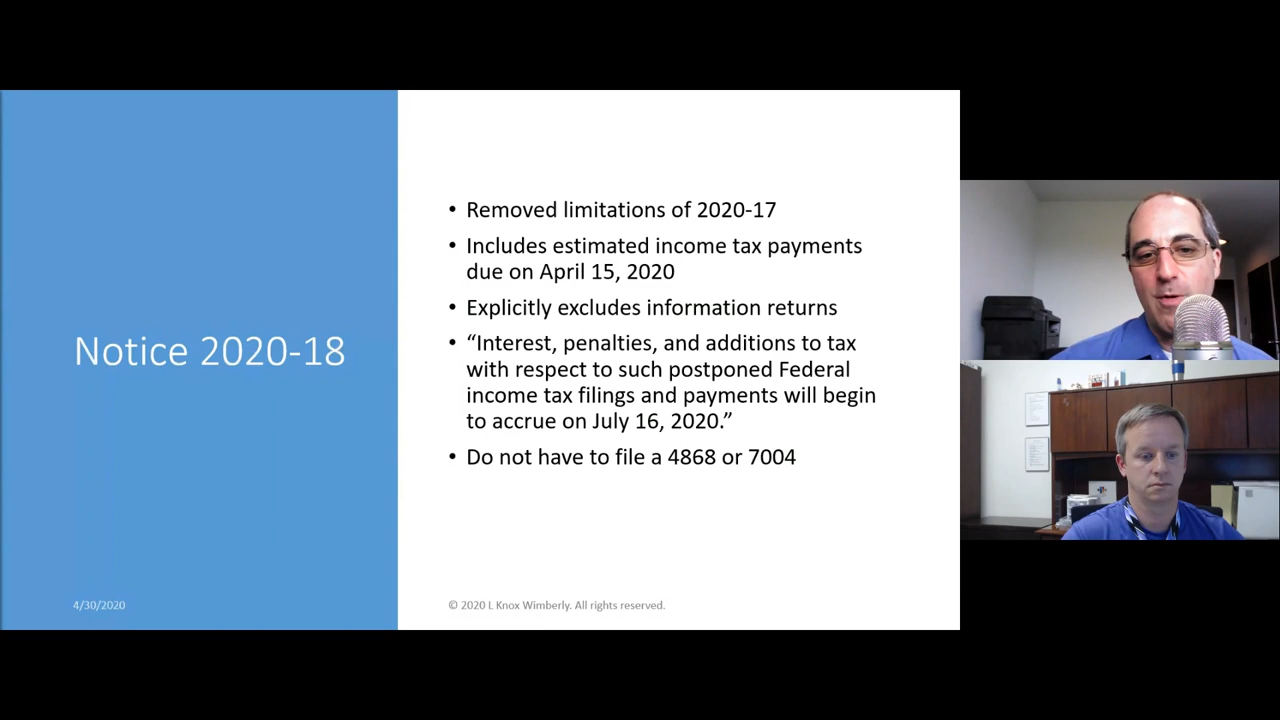 Notice 2020-18
• Removed limitations of 2020-17
• Includes estimated income tax payments
due on April 15, 2020
• Explicitly excludes information returns
• “Interest, penalties, and additions to tax
with respect to such postponed Federal
income tax filings and payments will begin
to accrue on July 16, 2020.”
• Do not have to file a 4868 or 7004
4/30/2020
© 2020 L Knox Wimberly. All rights reserved.